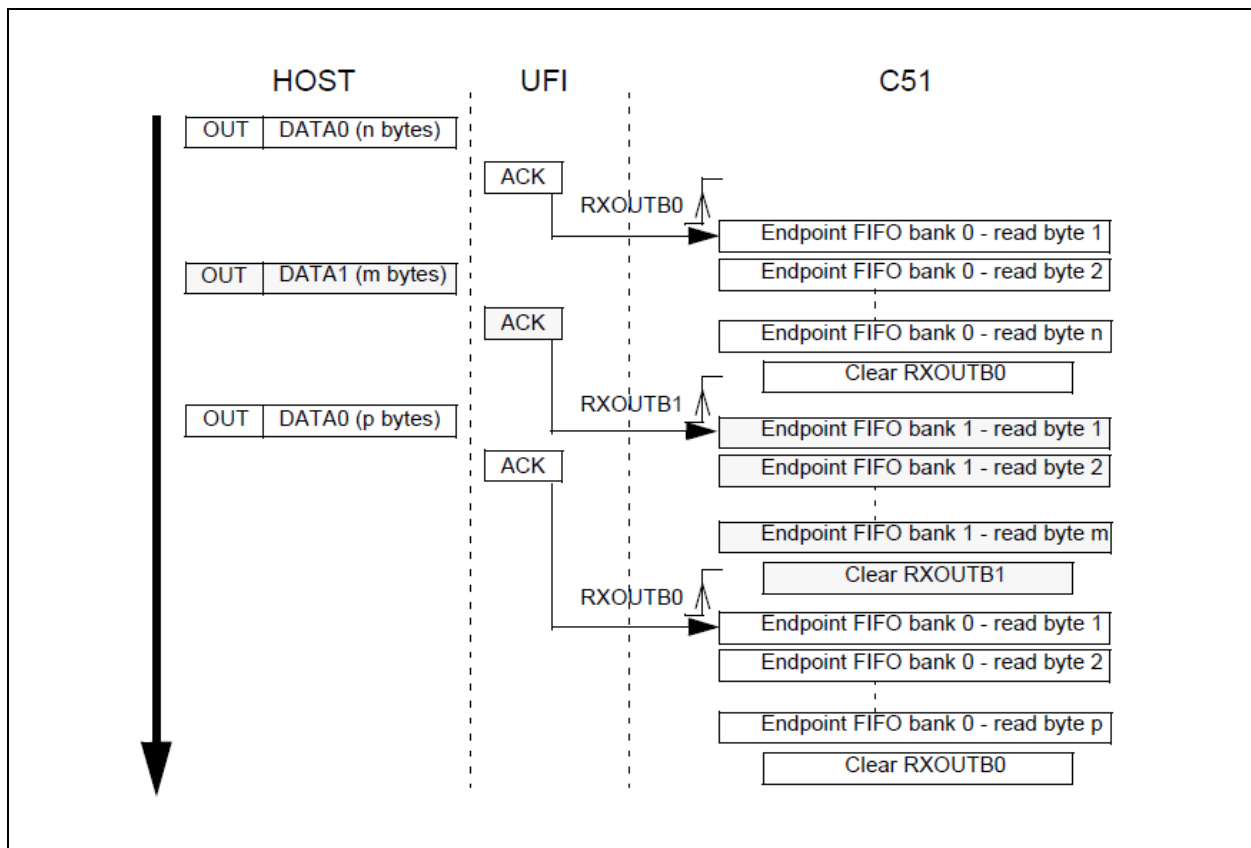 HOST UFI C51
OUT DATA0 (n bytes)
ACK
RXOUTB0
Endpoint FIFO bank 0 - read byte 1
OUT DATA1 (m bytes)
Endpoint FIFO bank 0 - read byte 2
ACK
Endpoint FIFO bank 0 - read byte n
Clear RXOUTB0
RXOUTB1
OUT DATA0 (p bytes)
Endpoint FIFO bank 1 - read byte 1
ACK
Endpoint FIFO bank 1 - read byte 2
Endpoint FIFO bank 1 - read byte m
Clear RXOUTB1
RXOUTB0
Endpoint FIFO bank 0 - read byte 1
Endpoint FIFO bank 0 - read byte 2
Endpoint FIFO bank 0 - read byte p
Clear RXOUTB0